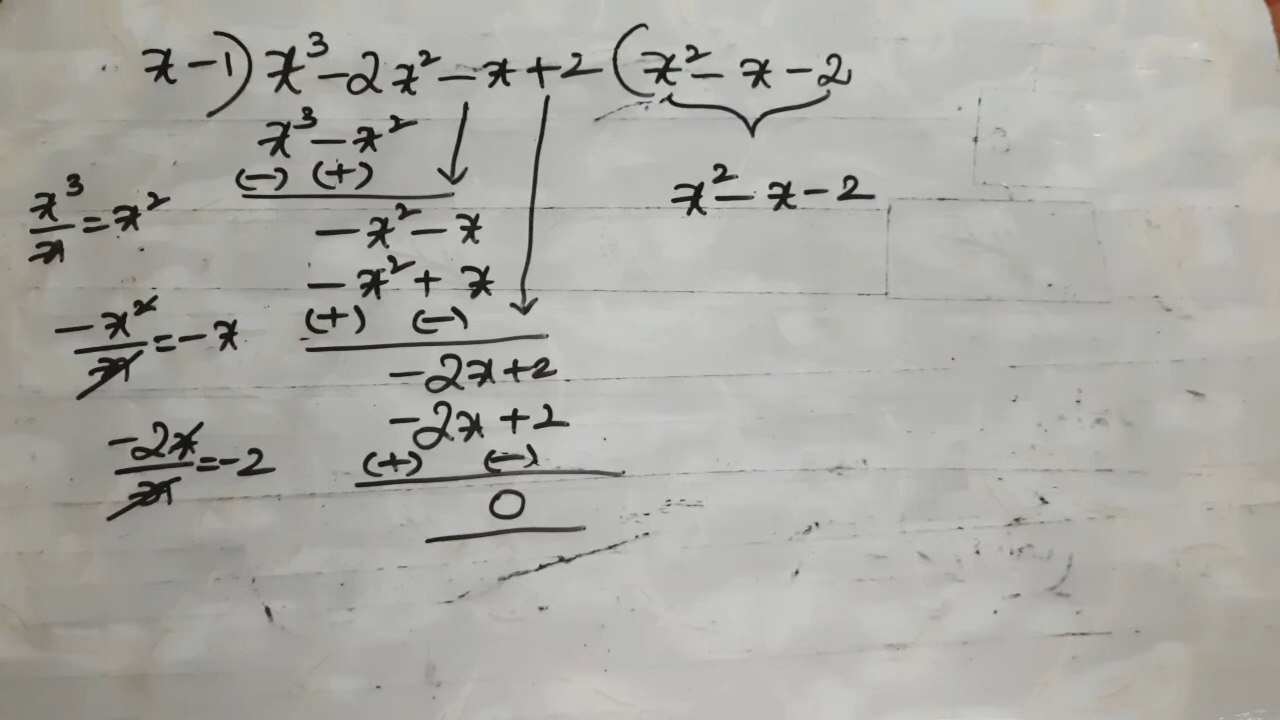 x - 1) x³ - 2x² - x + 2 (x² - x - 2
x³ - x²
(-) (+)
x² - x - 2
x³/x = x²
- x² - x
- x² + x
(+) (-)
-x²/x = -x
- 2x + 2
- 2x + 2
(+) (-)
-2x/x = -2
0